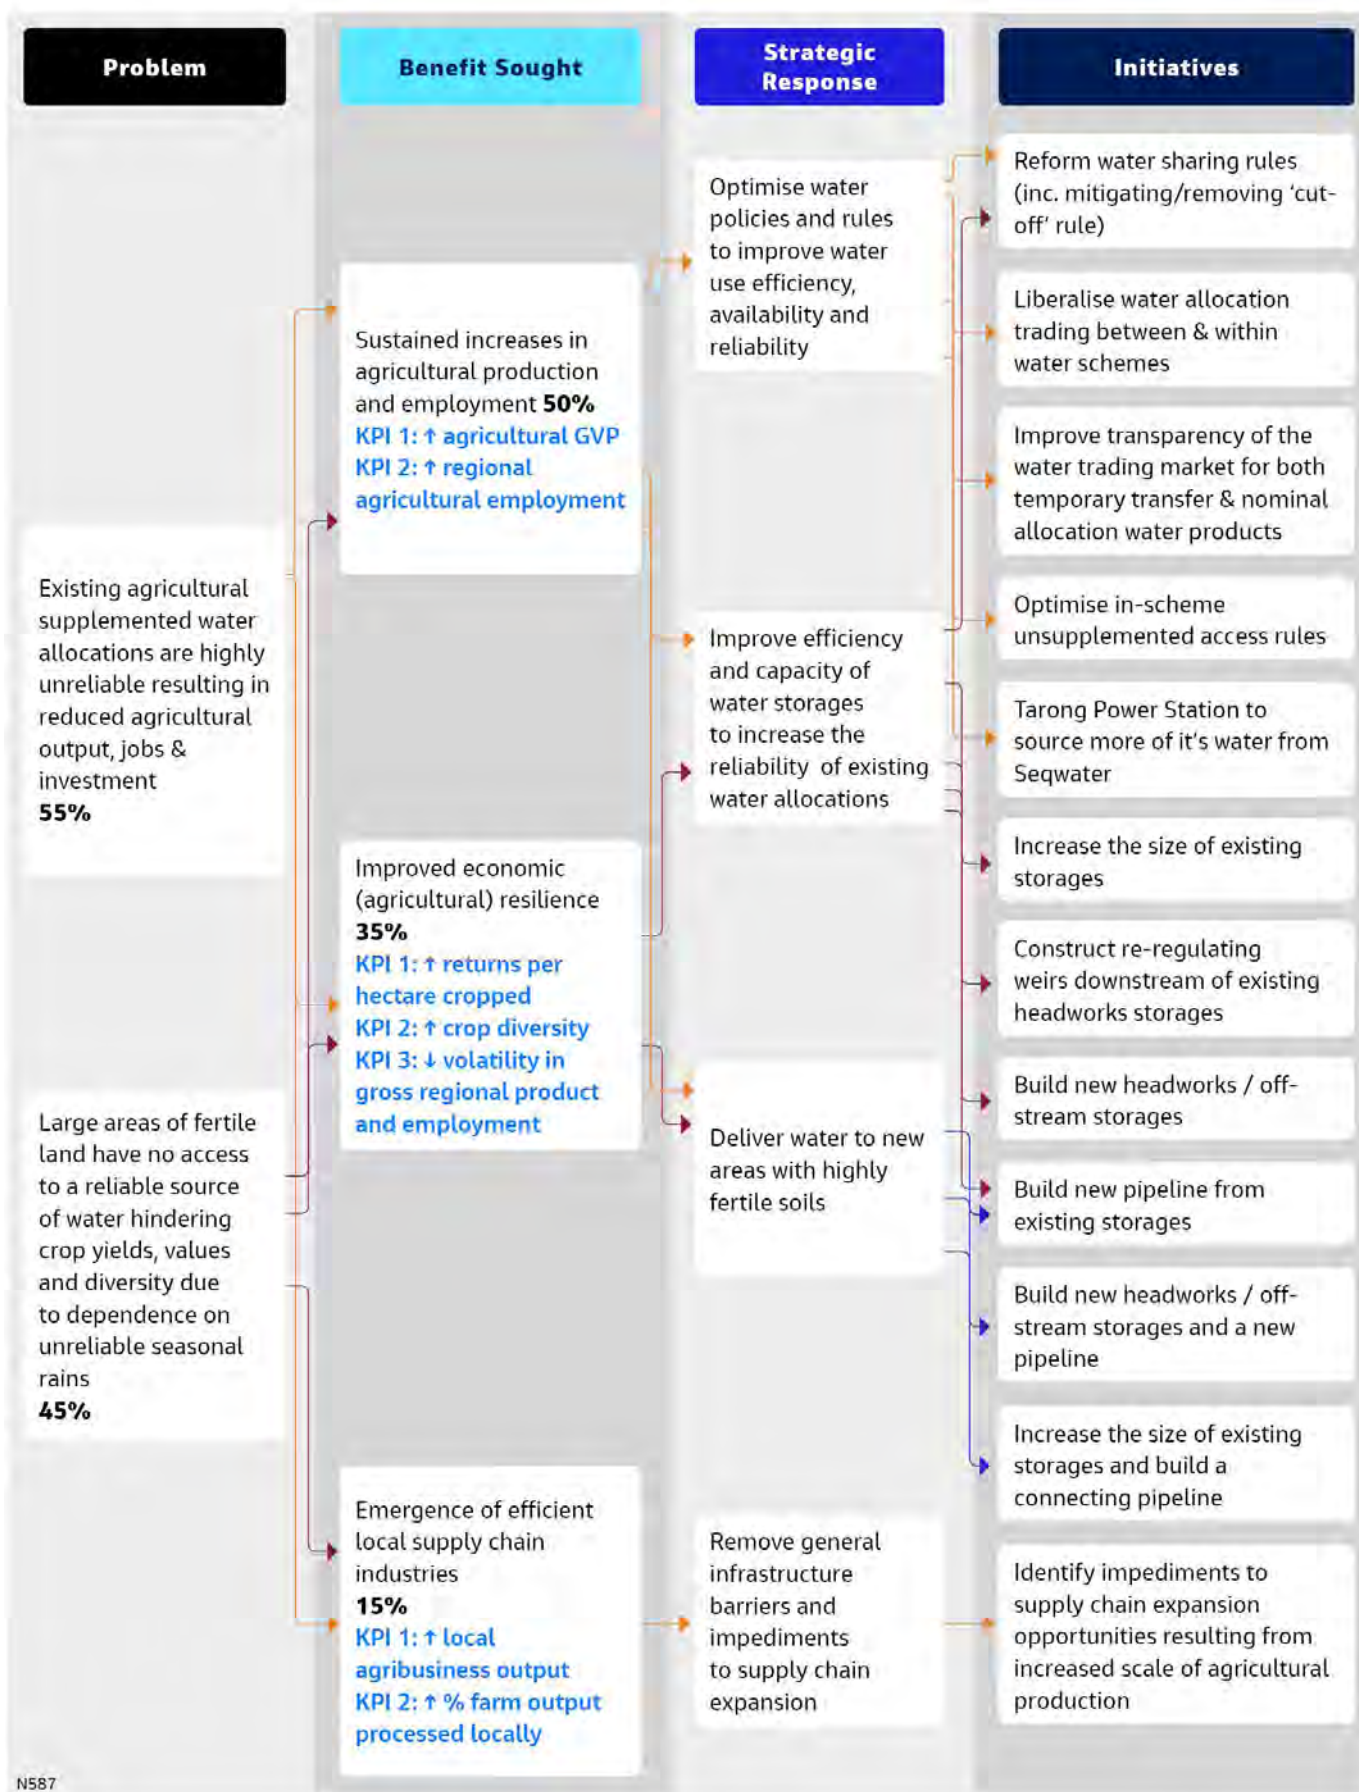 Problem
Benefit Sought
Strategic
Response
Initiatives
Existing agricultural
supplemented water
allocations are highly
unreliable resulting in
reduced agricultural
output, jobs &
investment
55%
Large areas of fertile
land have no access
to a reliable source
of water hindering
crop yields, values
and diversity due
to dependence on
unreliable seasonal
rains
45%
Sustained increases in
agricultural production
and employment 50%
KPI 1: ↑ agricultural GVP
KPI 2: ↑ regional
agricultural employment
Improved economic
(agricultural) resilience
35%
KPI 1: ↑ returns per
hectare cropped
KPI 2: ↑ crop diversity
KPI 3: ↓ volatility in
gross regional product
and employment
Emergence of efficient
local supply chain
industries
15%
KPI 1: ↑ local
agribusiness output
KPI 2: ↑ % farm output
processed locally
Optimise water
policies and rules
to improve water
use efficiency,
availability and
reliability
Improve efficiency
and capacity of
water storages
to increase the
reliability of existing
water allocations
Deliver water to new
areas with highly
fertile soils
Remove general
infrastructure
barriers and
impediments
to supply chain
expansion
Reform water sharing rules
(inc. mitigating/removing ‘cut-
off’ rule)
Liberalise water allocation
trading between & within
water schemes
Improve transparency of the
water trading market for both
temporary transfer & nominal
allocation water products
Optimise in-scheme
unsupplemented access rules
Tarong Power Station to
source more of it’s water from
Seqwater
Increase the size of existing
storages
Construct re-regulating
weirs downstream of existing
headworks storages
Build new headworks / off-
stream storages
Build new pipeline from
existing storages
Build new headworks / off-
stream storages and a new
pipeline
Increase the size of existing
storages and build a
connecting pipeline
Identify impediments to
supply chain expansion
opportunities resulting from
increased scale of agricultural
production
N587